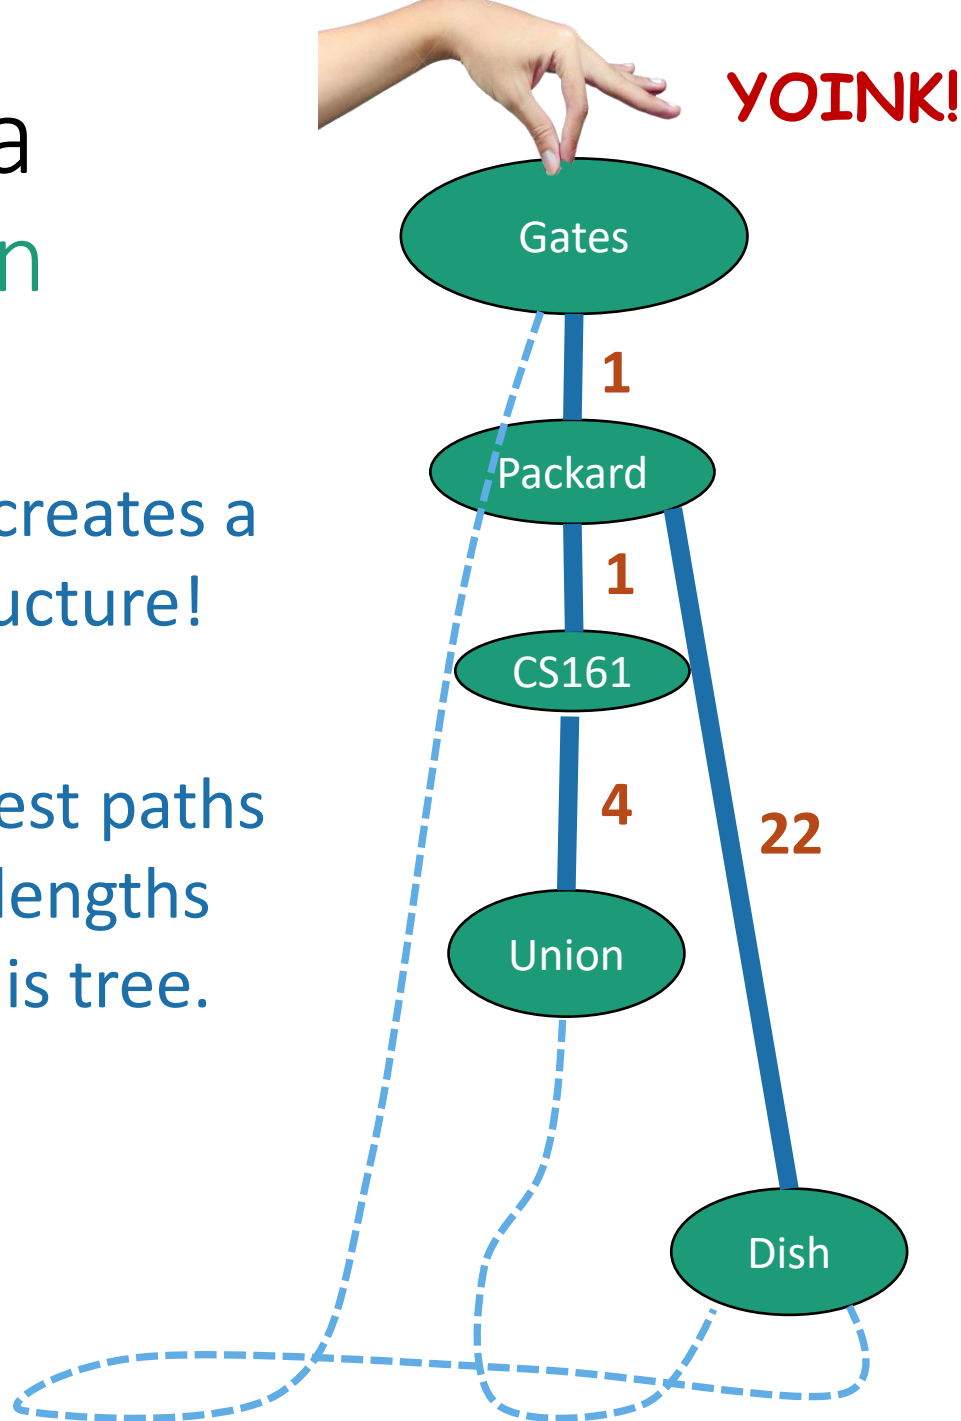 YOINK!
a
n
Gates
1
Packard
creates a
ucture!
1
CS161
est paths
lengths
is tree.
4
22
Union
Dish